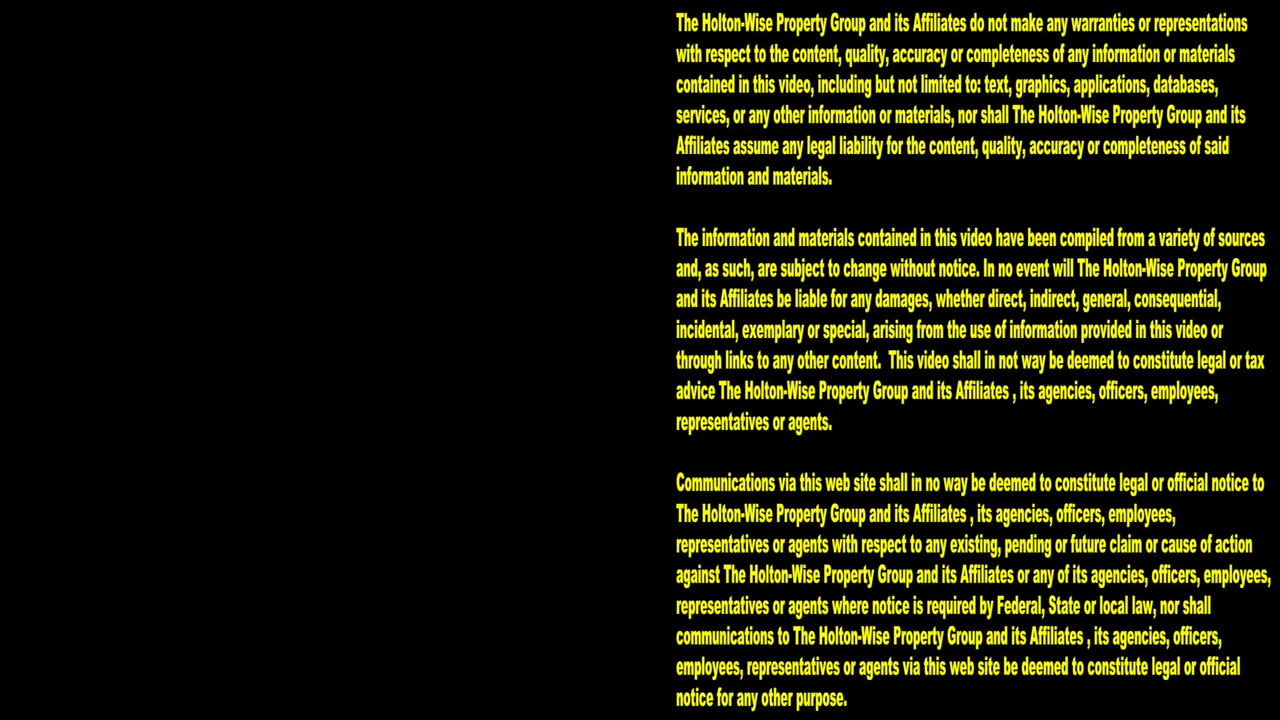 The Holton-Wise Property Group and its Affiliates do not make any warranties or representations
with respect to the content, quality, accuracy or completeness of any information or materials
contained in this video, including but not limited to: text, graphics, applications, databases,
services, or any other information or materials, nor shall The Holton-Wise Property Group and its
Affiliates assume any legal liability for the content, quality, accuracy or completeness of said
information and materials.
The information and materials contained in this video have been compiled from a variety of sources
and, as such, are subject to change without notice. In no event will The Holton-Wise Property Group
and its Affiliates be liable for any damages, whether direct, indirect, general, consequential,
incidental, exemplary or special, arising from the use of information provided in this video or
through links to any other content.  This video shall in not way be deemed to constitute legal or tax
advice The Holton-Wise Property Group and its Affiliates , its agencies, officers, employees,
representatives or agents.
Communications via this web site shall in no way be deemed to constitute legal or official notice to
The Holton-Wise Property Group and its Affiliates , its agencies, officers, employees,
representatives or agents with respect to any existing, pending or future claim or cause of action
against The Holton-Wise Property Group and its Affiliates or any of its agencies, officers, employees,
representatives or agents where notice is required by Federal, State or local law, nor shall
communications to The Holton-Wise Property Group and its Affiliates , its agencies, officers,
employees, representatives or agents via this web site be deemed to constitute legal or official
notice for any other purpose.